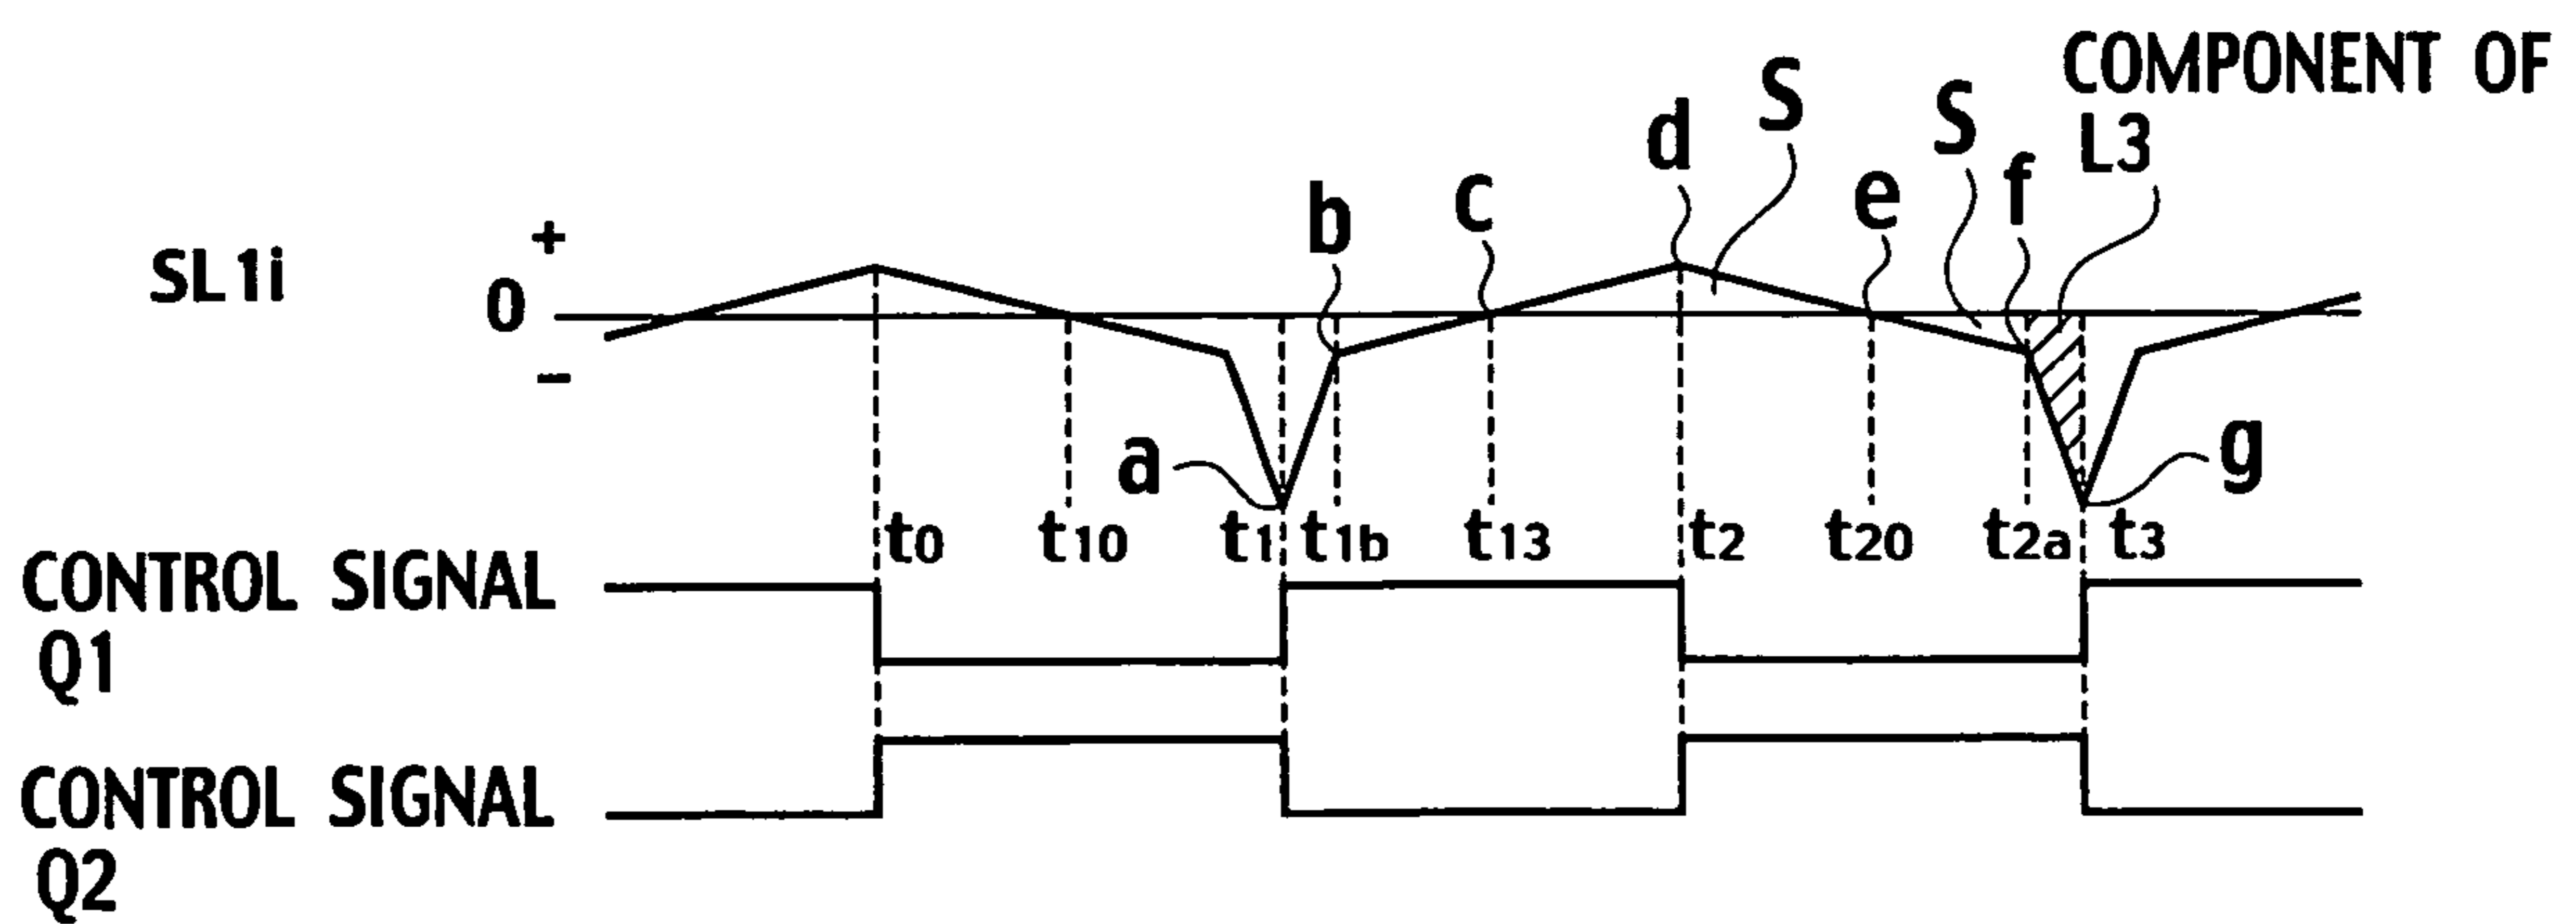 COMPONENT OF
L3
S
S
d
b
c
e
f
+
SL1i
0
−
a
g
t0
t10
t1
t1b
t13
t2
t20
t2a
t3
CONTROL SIGNAL
Q1
CONTROL SIGNAL
Q2